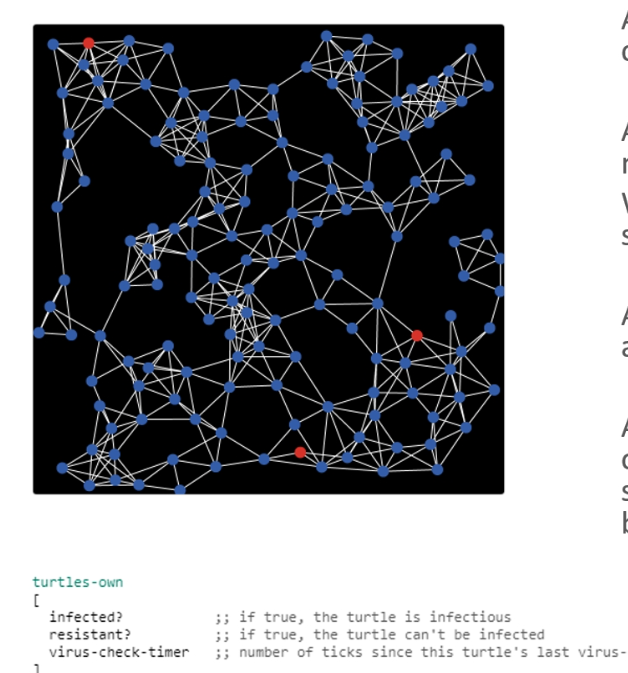 A
A
A
A
turtles-own
[
infected? ;; if true, the turtle is infectious
resistant? ;; if true, the turtle can't be infected
virus-check-timer ;; number of ticks since this turtle's last virus-
]